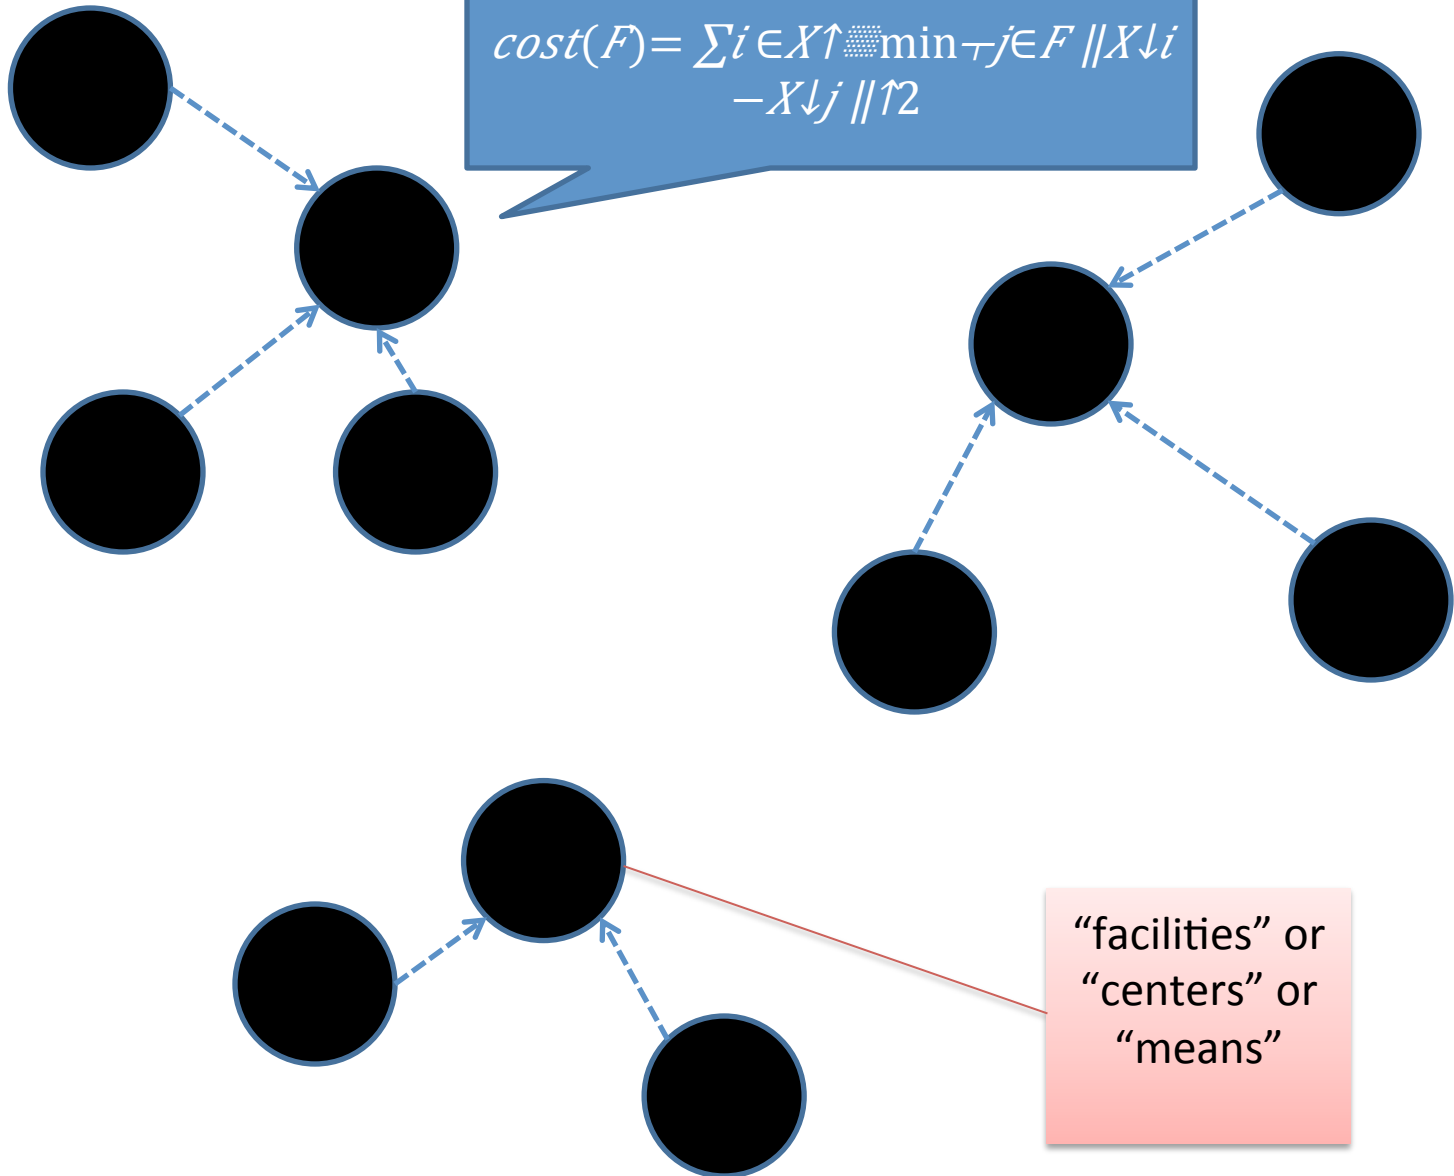 cost(F)= ∑i ∈X↑▒min┬j∈F ‖X↓i
−X↓j ‖↑2
“facilities” or
“centers” or
“means”